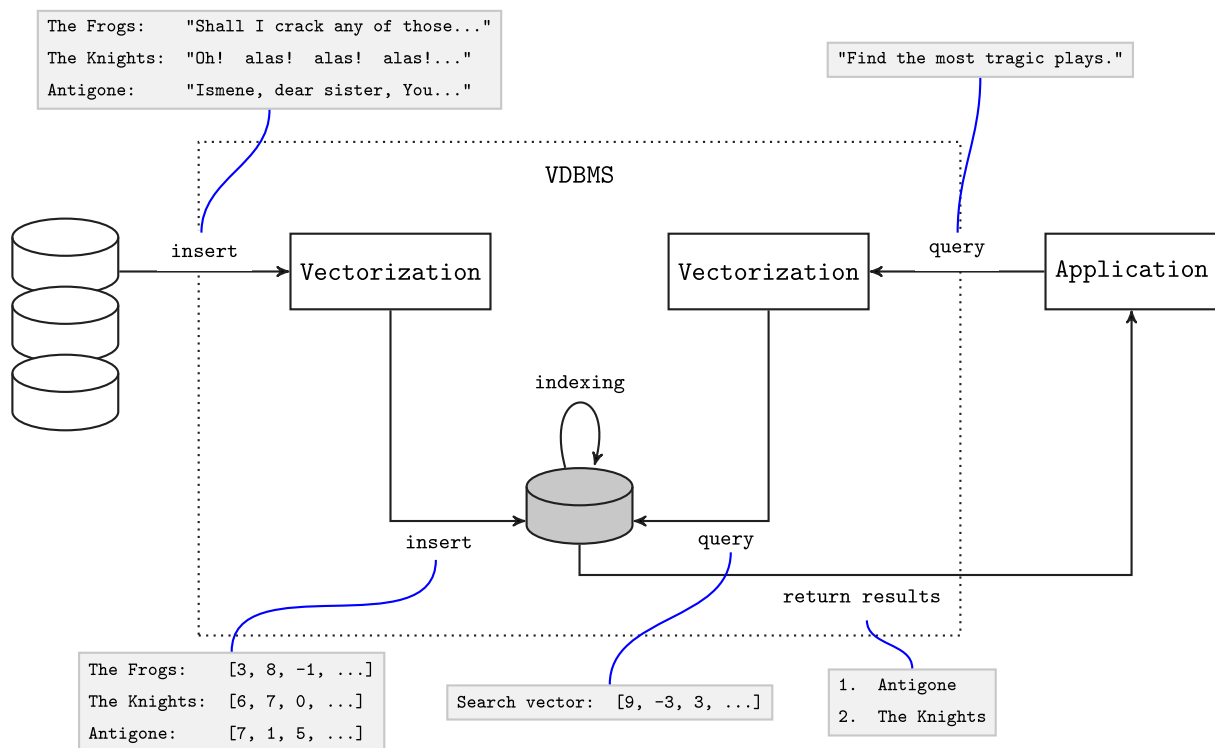 The Frogs: "Shall I crack any of those..."
The Knights: "Oh! alas! alas! alas!..."
Antigone: "Ismene, dear sister, You..."
"Find the most tragic plays."
VDBMS
insert
query
Vectorization
Vectorization
Application
indexing
insert
query
return results
The Frogs: [3, 8, -1, ...]
The Knights: [6, 7, 0, ...]
Antigone: [7, 1, 5, ...]
Search vector: [9, -3, 3, ...]
1. Antigone
2. The Knights